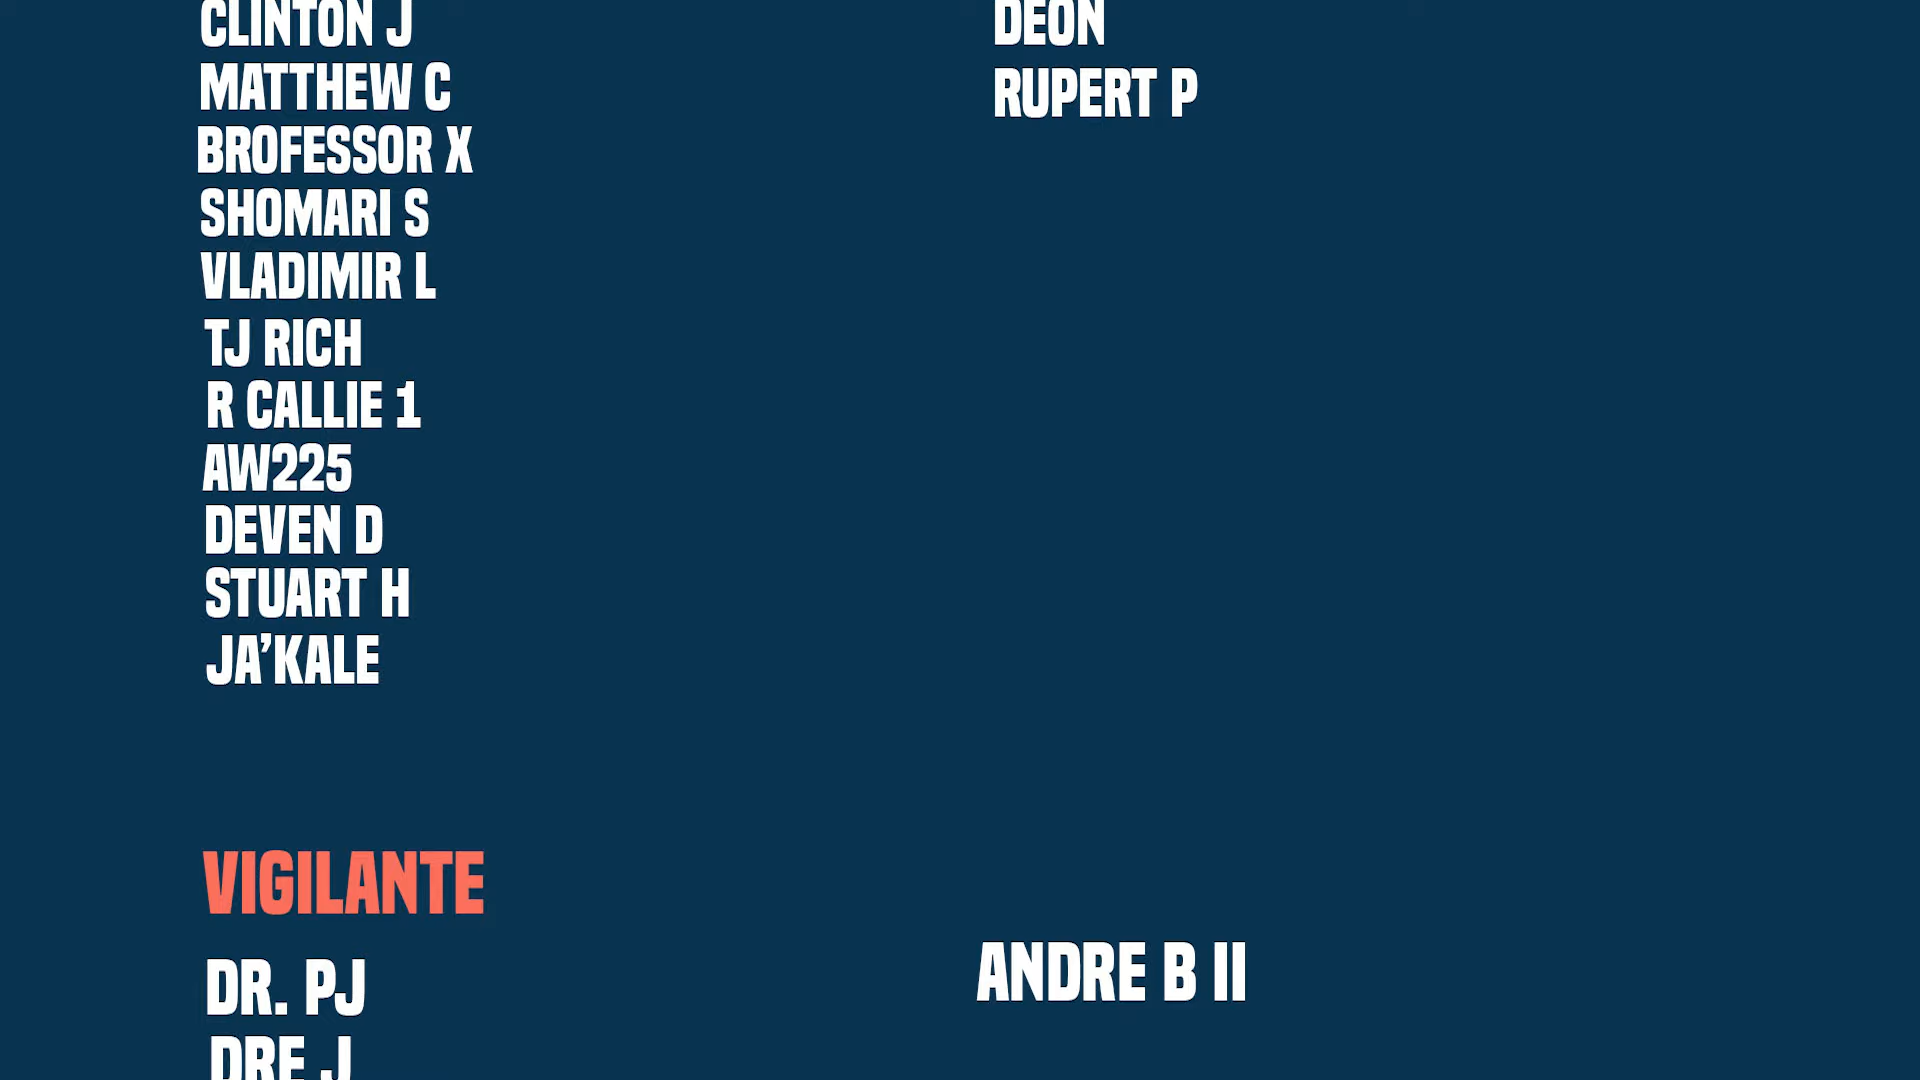 CLINTON J
MATTHEW C
BROFESSOR X
SHOMARI S
VLADIMIR L
TJ RICH
R CALLIE 1
AW225
DEVEN D
STUART H
JA’KALE
DEON
RUPERT P
VIGILANTE
DR. PJ
DRE J
ANDRE B II